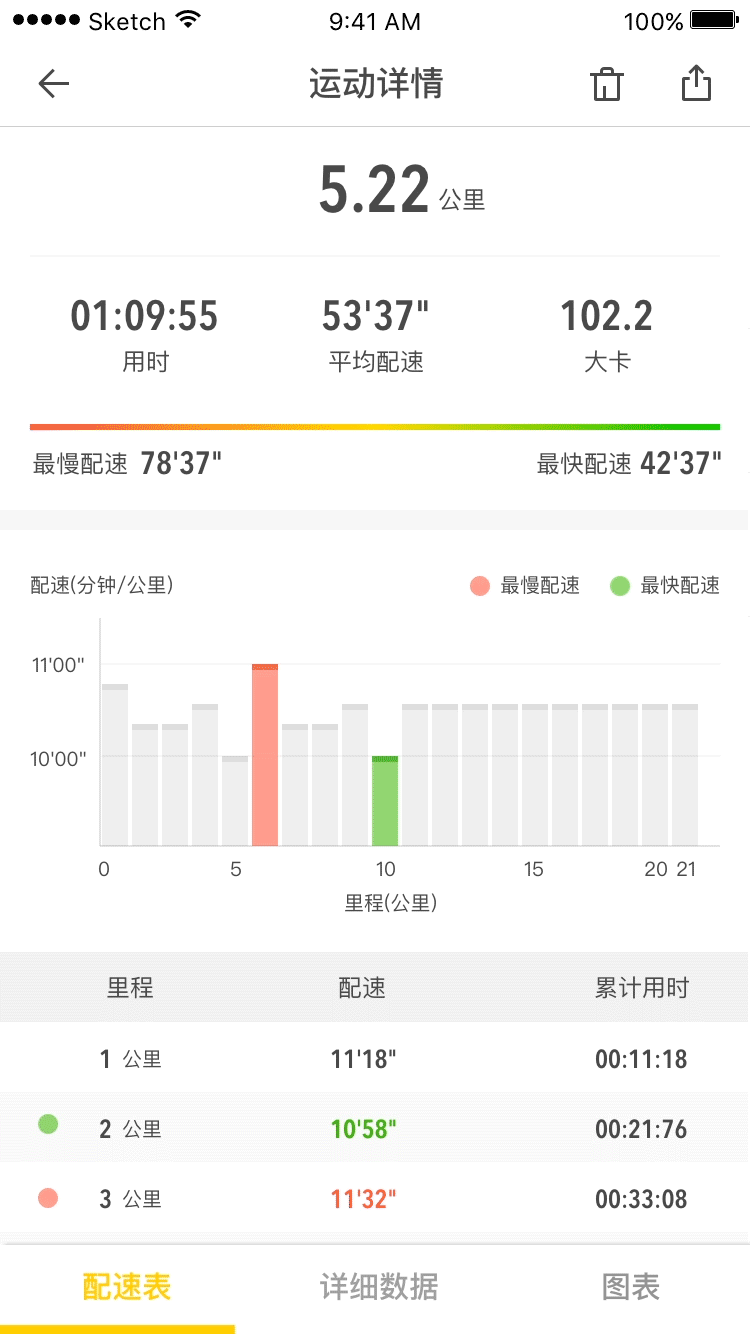 ●●●●● Sketch 9:41 AM 100%
运动详情
5.22 公里
01:09:55 53'37" 102.2
用时 平均配速 大卡
最慢配速 78'37" 最快配速 42'37"
配速(分钟/公里) 最慢配速 最快配速
11'00"
10'00"
0 5 10 15 20 21
里程(公里)
里程 配速 累计用时
1 公里 11'18" 00:11:18
2 公里 10'58" 00:21:76
3 公里 11'32" 00:33:08
配速表 详细数据 图表